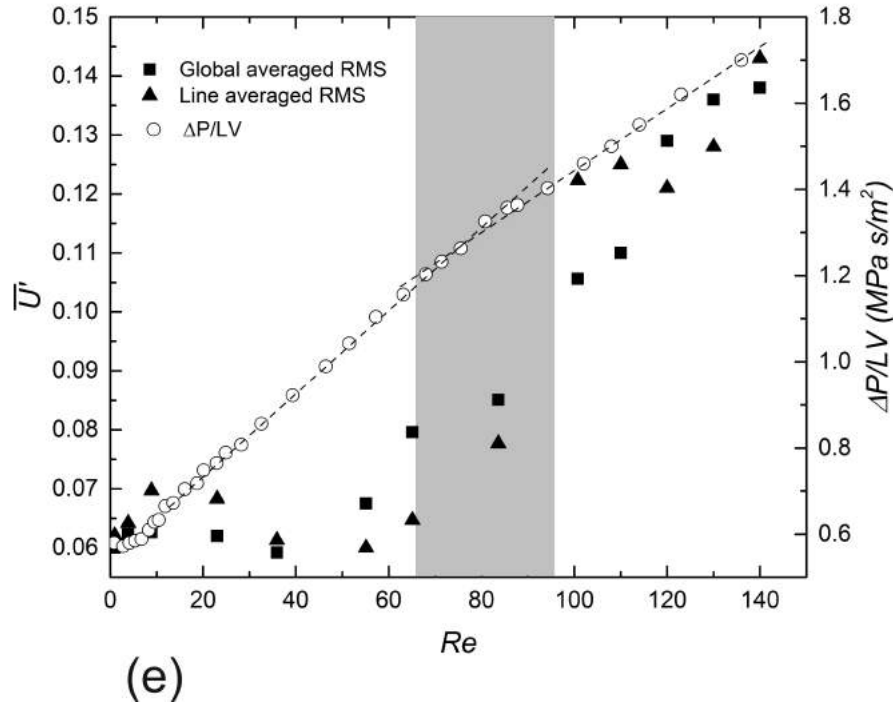 0.15
0.14
0.13
0.12
0.11
0.10
0.09
0.08
0.07
0.06
U̅'
Global averaged RMS
Line averaged RMS
ΔP/LV
1.8
1.6
1.4
1.2
1.0
0.8
0.6
ΔP/LV (MPa s/m²)
0 20 40 60 80 100 120 140
Re
(e)